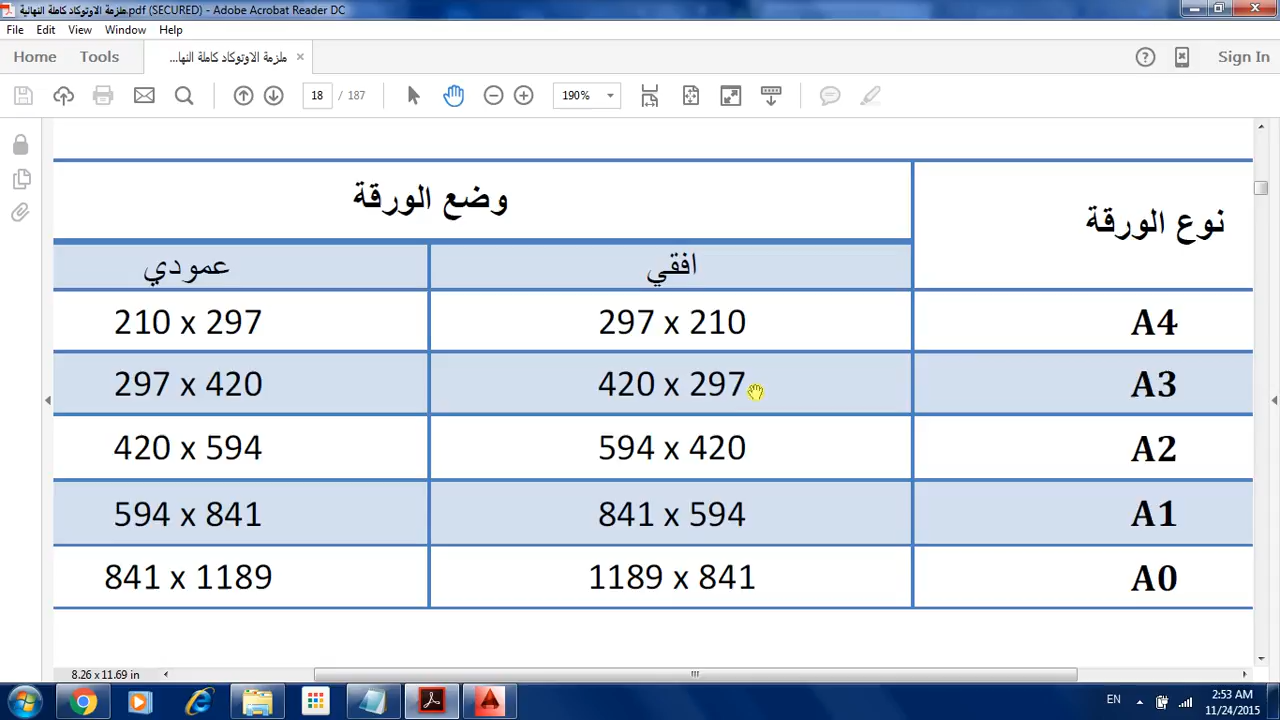 ملزمة الاوتوكاد كاملة النهائية.pdf (SECURED) - Adobe Acrobat Reader DC
File Edit View Window Help
Home Tools ملزمة الاوتوكاد كاملة النها... × Sign In
18 / 187 190%
نوع الورقة وضع الورقة
افقي عمودي
A4 297 x 210 210 x 297
A3 420 x 297 297 x 420
A2 594 x 420 420 x 594
A1 841 x 594 594 x 841
A0 1189 x 841 841 x 1189
8.26 x 11.69 in
EN 2:53 AM
11/24/2015